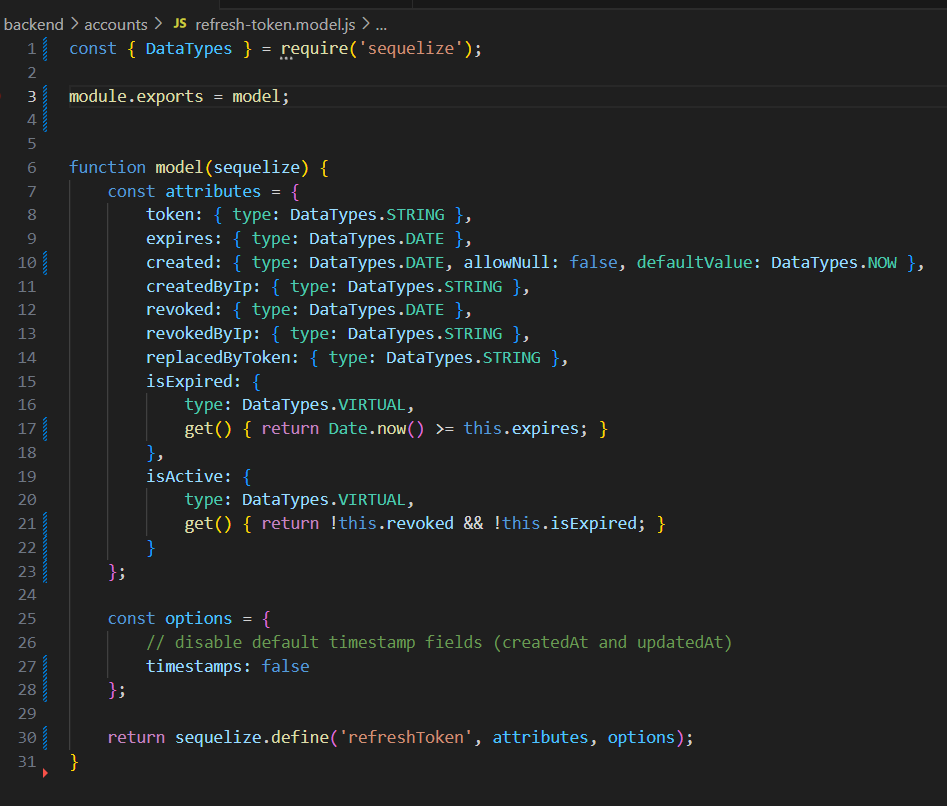 backend > accounts > JS refresh-token.model.js > ...
1 const { DataTypes } = require('sequelize');
2
3 module.exports = model;
4
5
6 function model(sequelize) {
7     const attributes = {
8         token: { type: DataTypes.STRING },
9         expires: { type: DataTypes.DATE },
10         created: { type: DataTypes.DATE, allowNull: false, defaultValue: DataTypes.NOW },
11         createdByIp: { type: DataTypes.STRING },
12         revoked: { type: DataTypes.DATE },
13         revokedByIp: { type: DataTypes.STRING },
14         replacedByToken: { type: DataTypes.STRING },
15         isExpired: {
16             type: DataTypes.VIRTUAL,
17             get() { return Date.now() >= this.expires; }
18         },
19         isActive: {
20             type: DataTypes.VIRTUAL,
21             get() { return !this.revoked && !this.isExpired; }
22         }
23     };
24
25     const options = {
26         // disable default timestamp fields (createdAt and updatedAt)
27         timestamps: false
28     };
29
30     return sequelize.define('refreshToken', attributes, options);
31 }